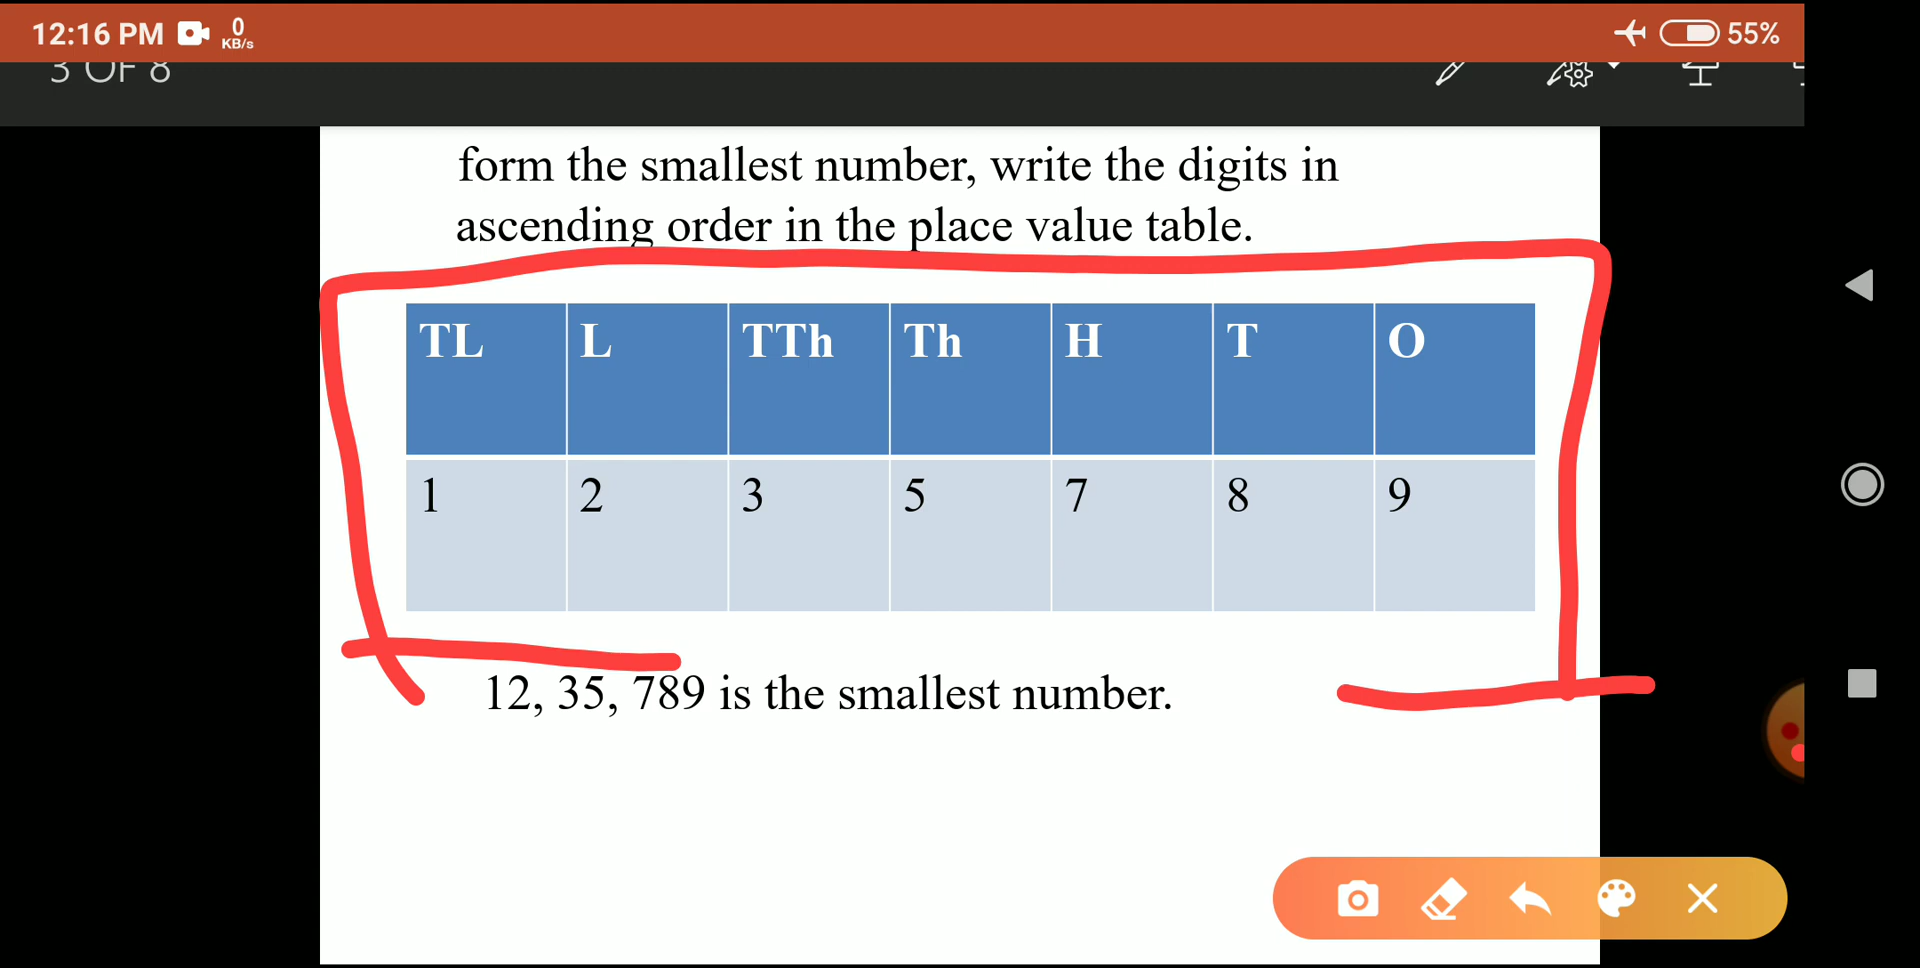 12:16 PM 0 KB/s 55%
3 OF 8
form the smallest number, write the digits in
ascending order in the place value table.
TL L TTh Th H T O
1 2 3 5 7 8 9
12, 35, 789 is the smallest number.